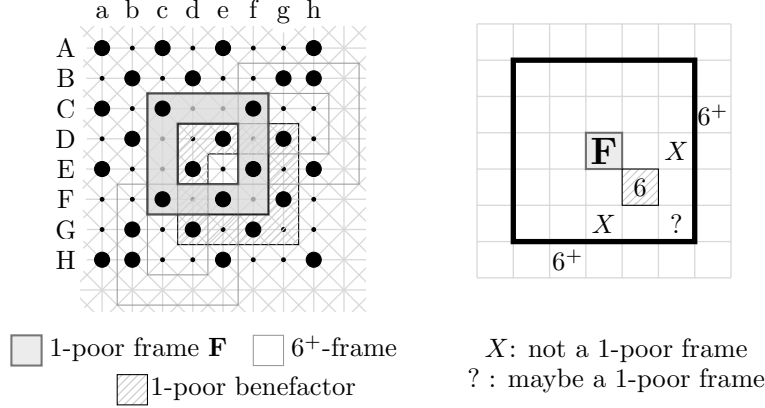 a b c d e f g h
A
B
C
D
E
F
G
H
6⁺
F
X
6
X
?
6⁺
1-poor frame F
6⁺-frame
1-poor benefactor
X: not a 1-poor frame
? : maybe a 1-poor frame